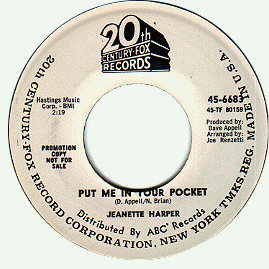 20th
CENTURY-FOX
RECORDS
45-6683
45-TF 80159
Hastings Music
Corp. - BMI
2:19
Produced by:
Dave Appell
Arranged by:
Joe Renzetti
PROMOTION
COPY
NOT FOR
SALE
PUT ME IN YOUR POCKET
(D. Appell/N. Brian)
JEANETTE HARPER
Distributed By ABC Records
20th CENTURY-FOX RECORD CORPORATION, NEW YORK TMKS. REG. MADE IN U.S.A.